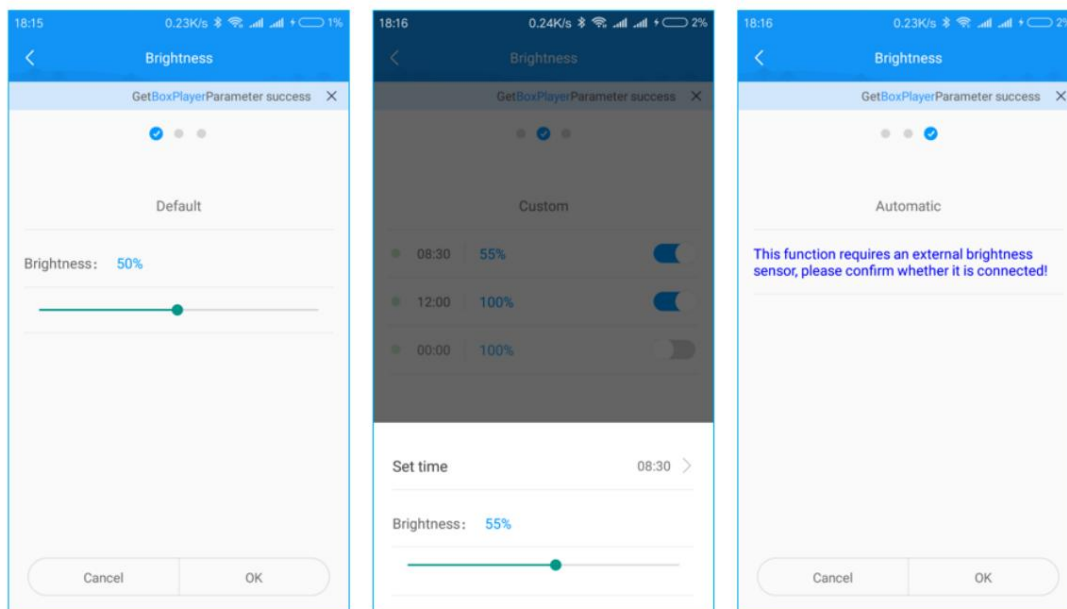 18:15 0.23K/s 1%
Brightness
GetBoxPlayerParameter success
Default
Brightness: 50%
Cancel OK
18:16 0.24K/s 2%
Brightness
GetBoxPlayerParameter success
Custom
08:30 55%
12:00 100%
00:00 100%
Set time 08:30
Brightness: 55%
18:16 0.23K/s 2%
Brightness
GetBoxPlayerParameter success
Automatic
This function requires an external brightness
sensor, please confirm whether it is connected!
Cancel OK